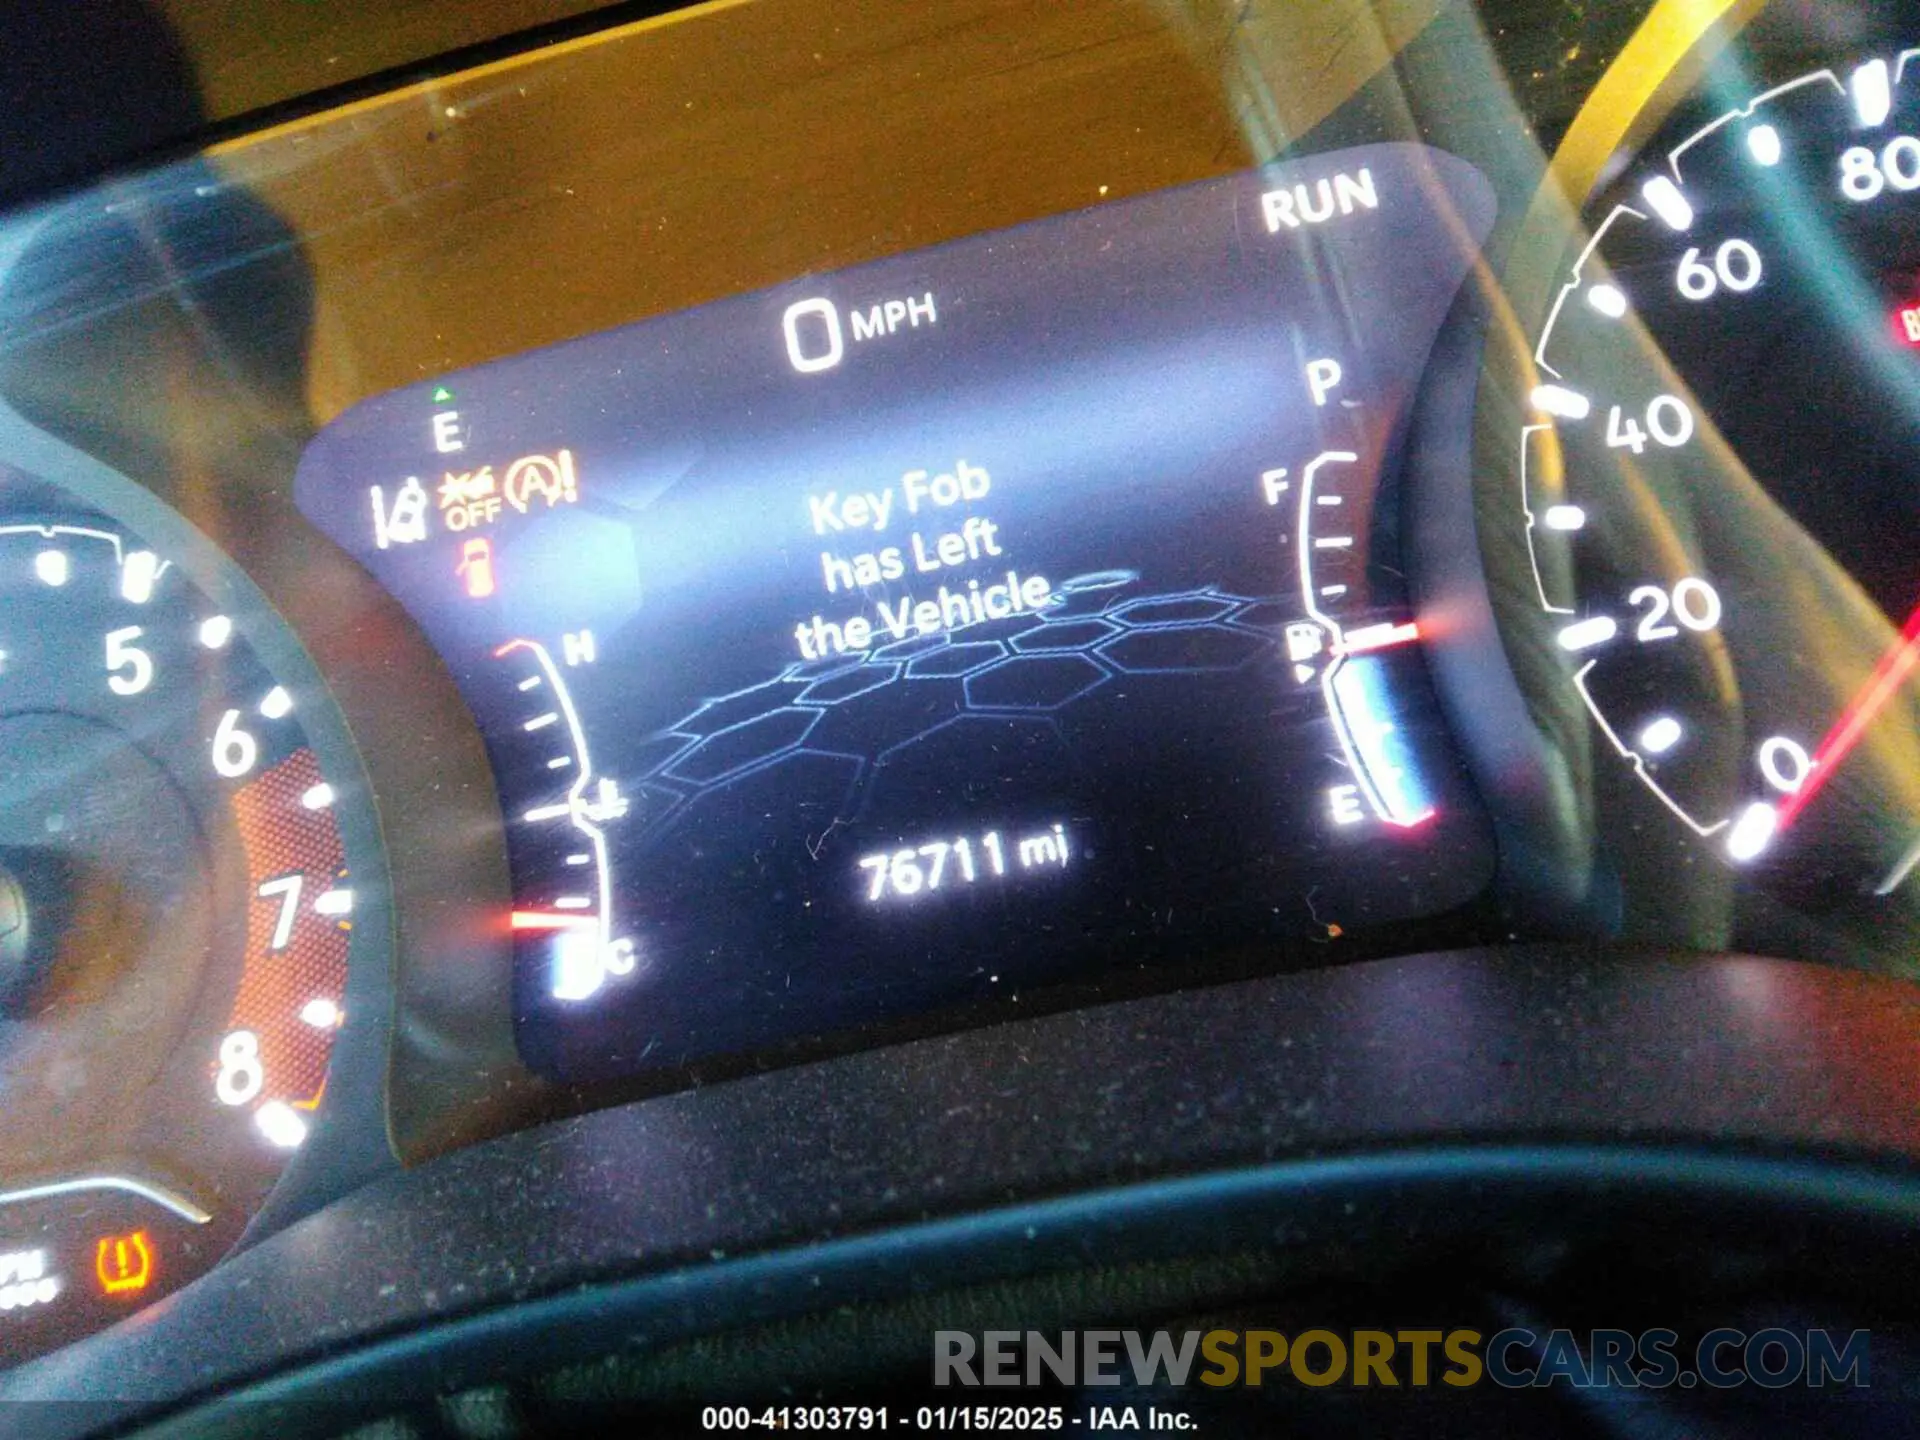 RUN
0 MPH
80
60
E
P
40
OFF
A !
Key Fob
has Left
the Vehicle
F
20
5
H
6
0
E
76711 mi
7
C
8
RENEWSPORTSCARS.COM
000-41303791 - 01/15/2025 - IAA Inc.